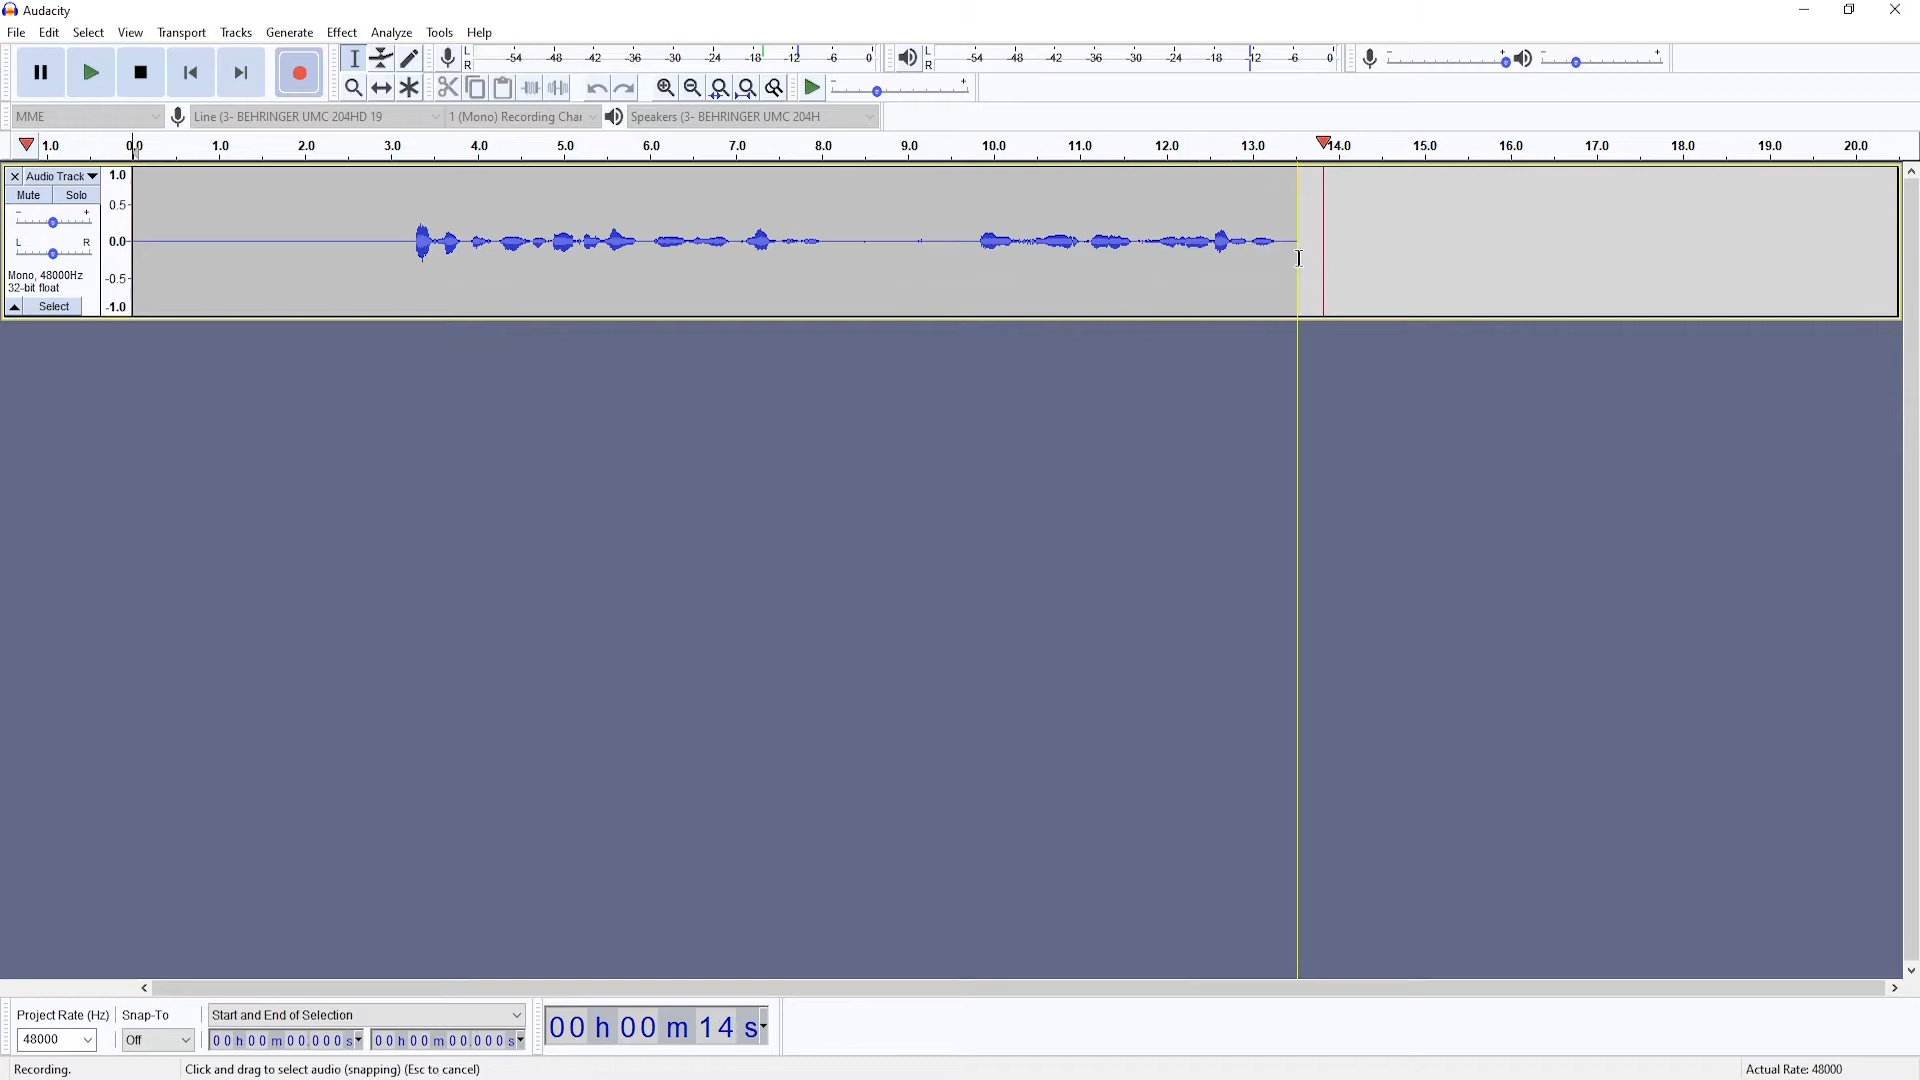 Audacity
File Edit Select View Transport Tracks Generate Effect Analyze Tools Help
L R -54 -48 -42 -36 -30 -24 -18 -12 -6 0 L R -54 -48 -42 -36 -30 -24 -18 -12 -6 0 - + - +
- +
MME Line (3- BEHRINGER UMC 204HD 19 1 (Mono) Recording Char Speakers (3- BEHRINGER UMC 204H
1.0 0.0 1.0 2.0 3.0 4.0 5.0 6.0 7.0 8.0 9.0 10.0 11.0 12.0 13.0 14.0 15.0 16.0 17.0 18.0 19.0 20.0
× Audio Track 1.0
Mute Solo
- + 0.5
L R 0.0
Mono, 48000Hz -0.5
32-bit float
Select -1.0
Project Rate (Hz) Snap-To Start and End of Selection
48000 Off 00h00m00.000s 00h00m00.000s 00h00m14s
Recording. Click and drag to select audio (snapping) (Esc to cancel) Actual Rate: 48000